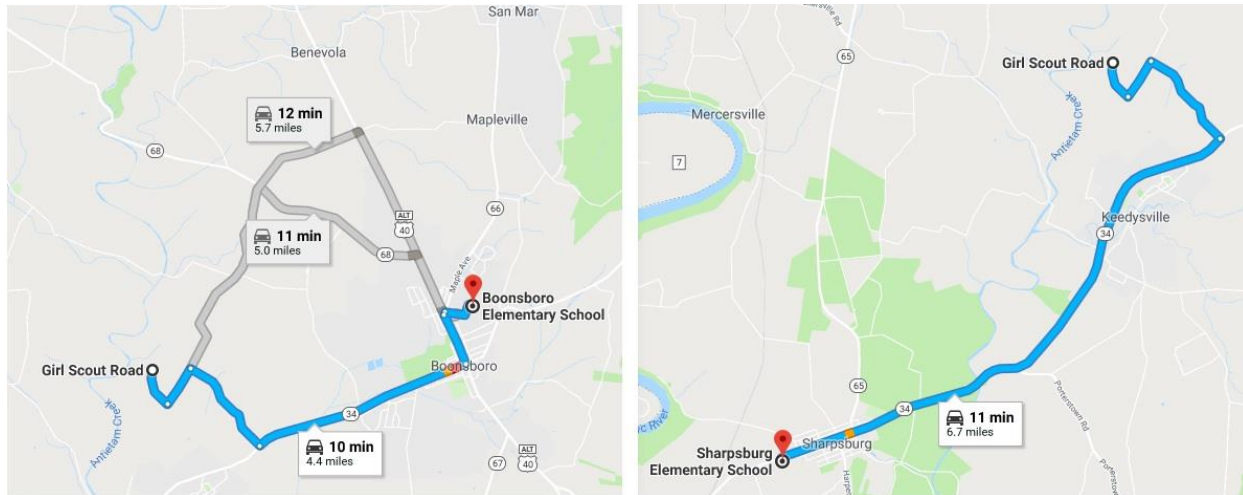 San Mar
Benevola
12 min
5.7 miles
Mapleville
68
66
ALT
40
11 min
5.0 miles
68
Maple Ave
Boonsboro
Elementary School
Girl Scout Road
Boonsboro
Antietam Creek
34
10 min
4.4 miles
ALT
67
40
65
Girl Scout Road
Mercersville
Antietam Creek
7
Keedysville
34
65
34
11 min
6.7 miles
Porterstown Rd
River
Sharpsburg
Sharpsburg
Elementary School
Harper
Porterstown